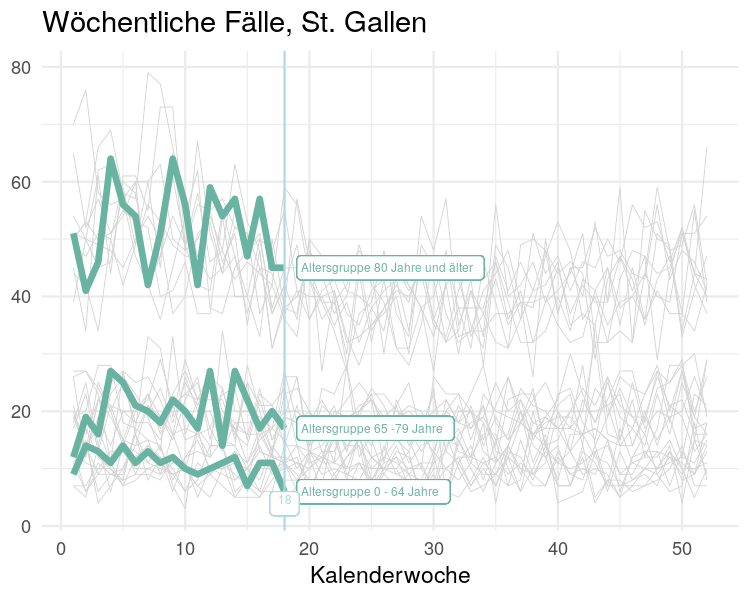 Wöchentliche Fälle, St. Gallen
80
60
40
20
0
Altersgruppe 80 Jahre und älter
Altersgruppe 65 -79 Jahre
Altersgruppe 0 - 64 Jahre
18
0 10 20 30 40 50
Kalenderwoche